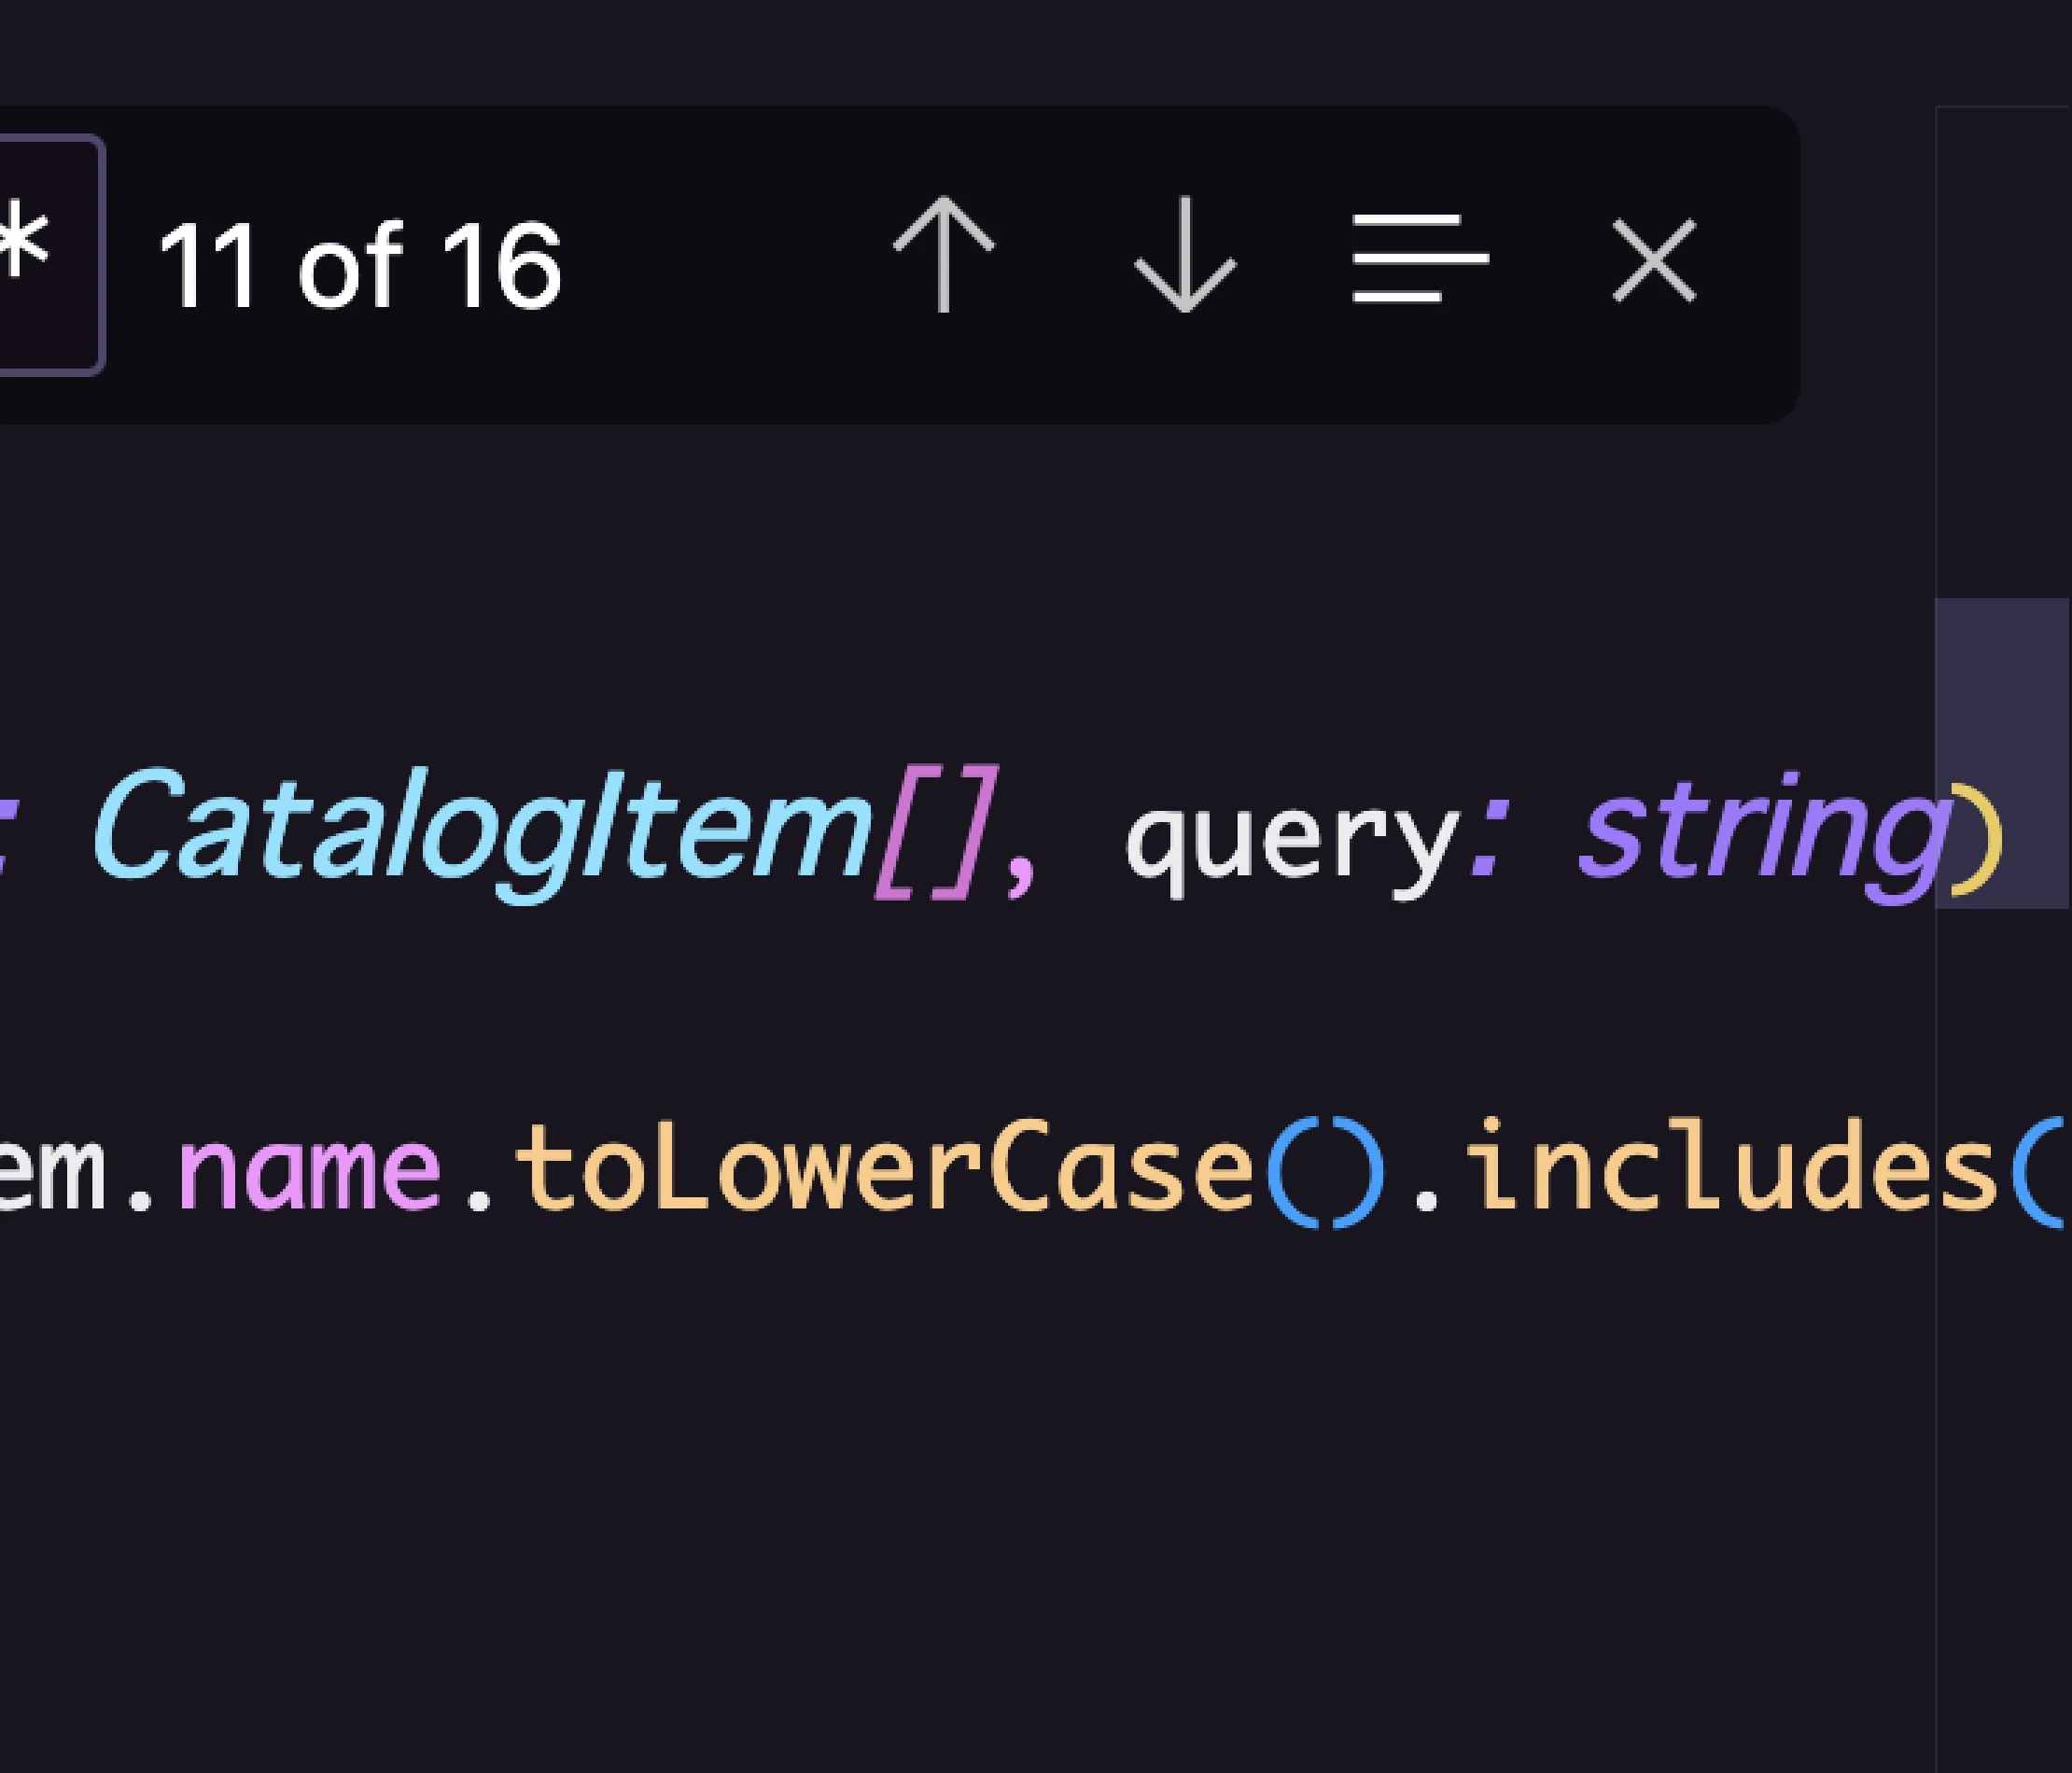 * 11 of 16
: CatalogItem[], query: string)
em.name.toLowerCase().includes(